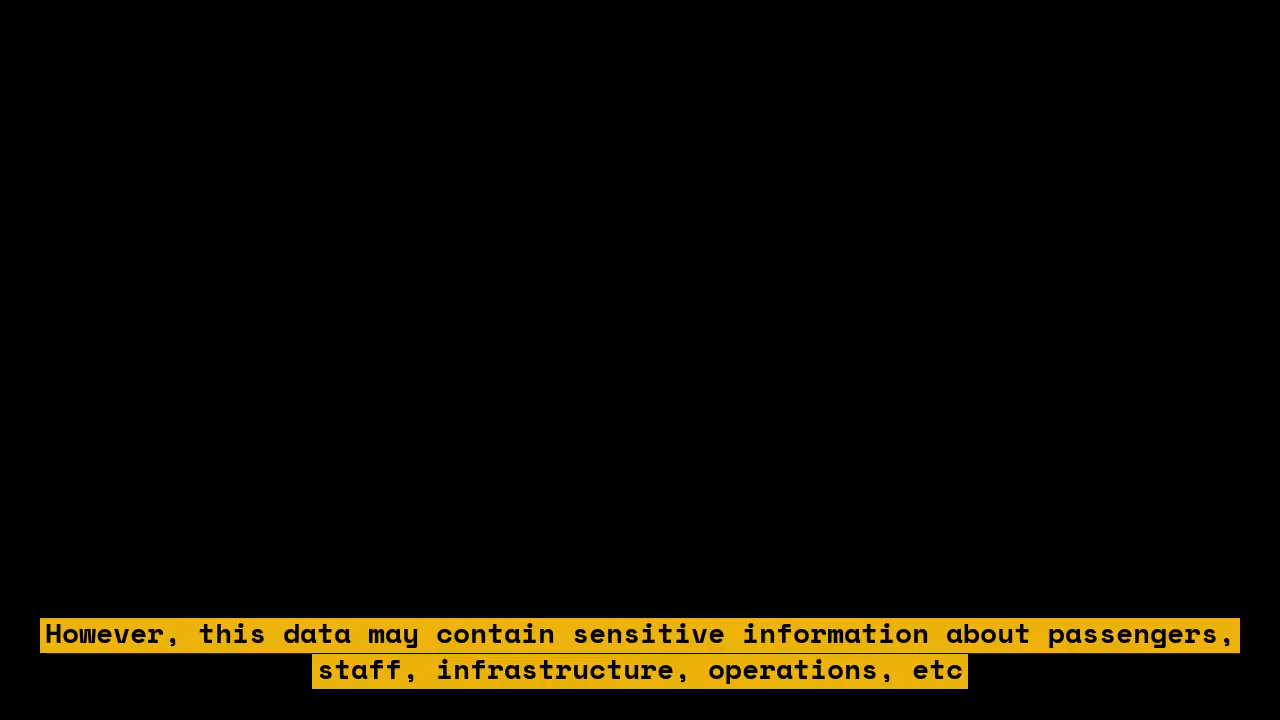 However, this data may contain sensitive information about passengers,
staff, infrastructure, operations, etc